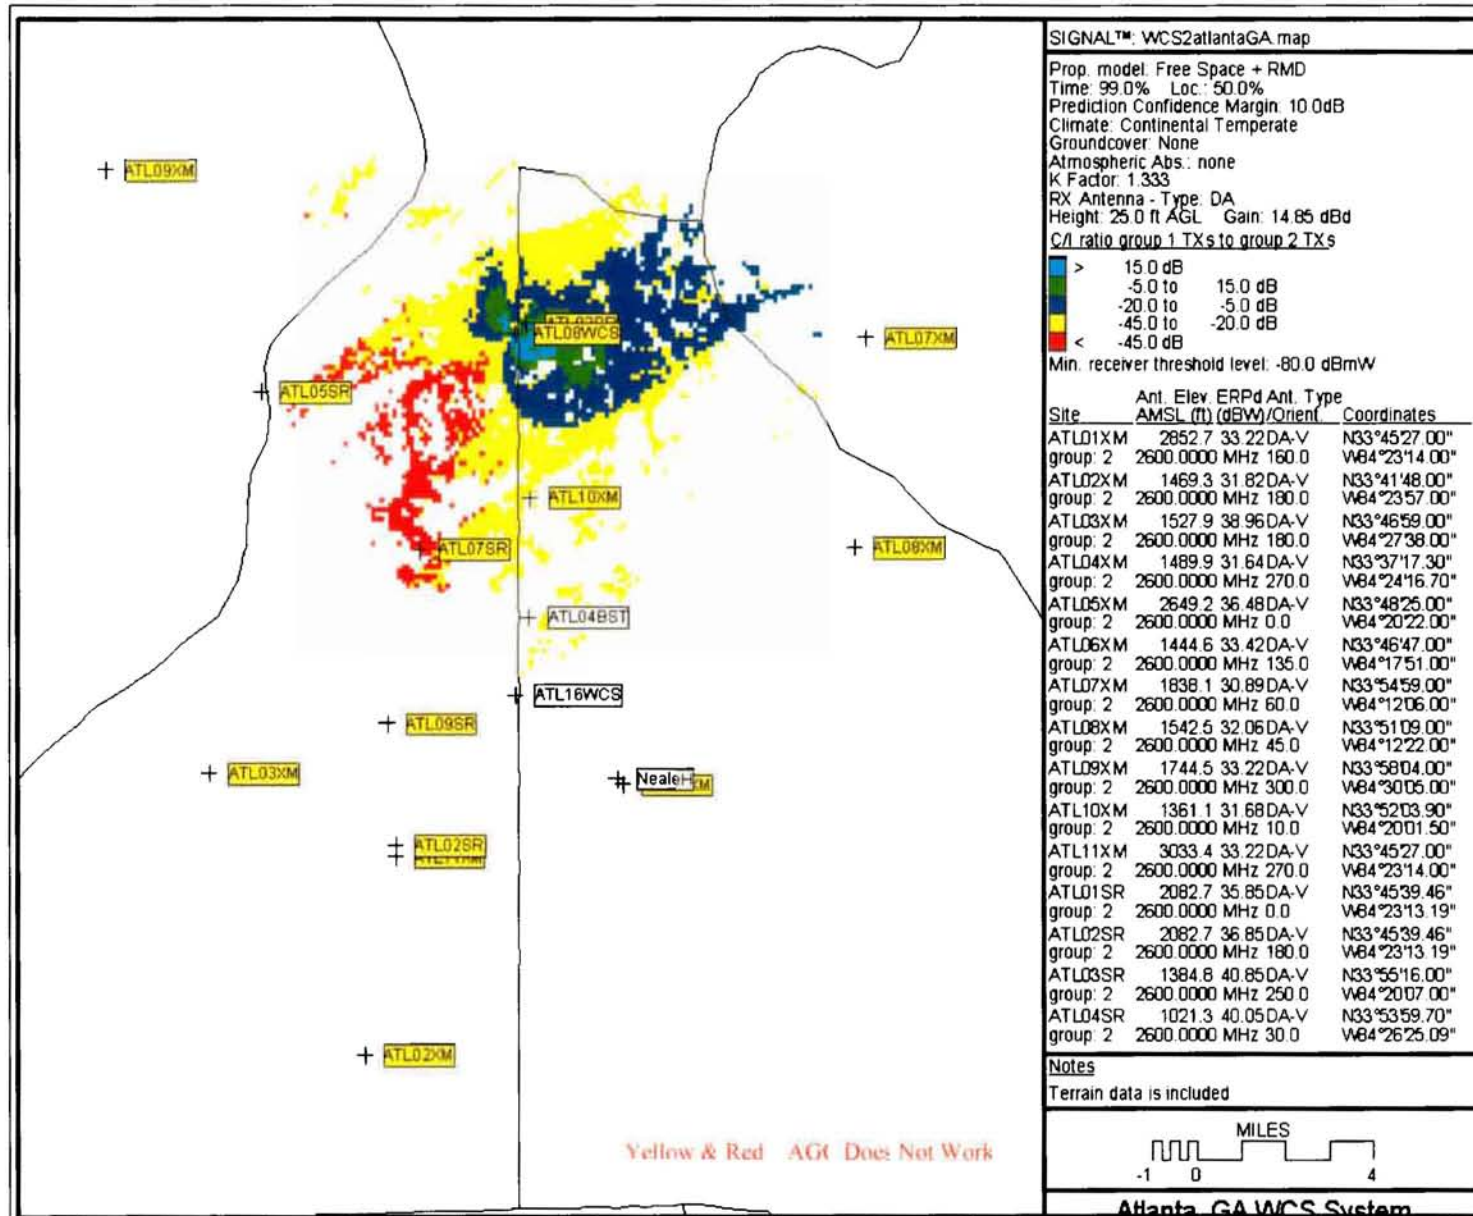 SIGNAL™: WCS2atlantaGA.map
Prop. model: Free Space + RMD
Time: 99.0% Loc.: 50.0%
Prediction Confidence Margin: 10.0dB
Climate: Continental Temperate
Groundcover: None
Atmospheric Abs.: none
K Factor: 1.333
RX Antenna - Type: DA
Height: 25.0 ft AGL Gain: 14.85 dBd
C/I ratio group 1 TXs to group 2 TXs
> 15.0 dB
-5.0 to 15.0 dB
-20.0 to -5.0 dB
-45.0 to -20.0 dB
< -45.0 dB
Min. receiver threshold level: -80.0 dBmW
Ant. Elev. ERPd Ant. Type
Site AMSL (ft) (dBW) /Orient. Coordinates
ATL01XM 2852.7 33.22 DA-V N33°45'27.00"
group: 2 2600.0000 MHz 160.0 W84°23'14.00"
ATL02XM 1469.3 31.82 DA-V N33°41'48.00"
group: 2 2600.0000 MHz 180.0 W84°23'57.00"
ATL03XM 1527.9 38.96 DA-V N33°46'59.00"
group: 2 2600.0000 MHz 180.0 W84°27'38.00"
ATL04XM 1489.9 31.64 DA-V N33°37'17.30"
group: 2 2600.0000 MHz 270.0 W84°24'16.70"
ATL05XM 2649.2 36.48 DA-V N33°48'25.00"
group: 2 2600.0000 MHz 0.0 W84°20'22.00"
ATL06XM 1444.6 33.42 DA-V N33°46'47.00"
group: 2 2600.0000 MHz 135.0 W84°17'51.00"
ATL07XM 1838.1 30.89 DA-V N33°54'59.00"
group: 2 2600.0000 MHz 60.0 W84°12'06.00"
ATL08XM 1542.5 32.06 DA-V N33°51'09.00"
group: 2 2600.0000 MHz 45.0 W84°12'22.00"
ATL09XM 1744.5 33.22 DA-V N33°58'04.00"
group: 2 2600.0000 MHz 300.0 W84°30'05.00"
ATL10XM 1361.1 31.68 DA-V N33°52'03.90"
group: 2 2600.0000 MHz 10.0 W84°20'01.50"
ATL11XM 3033.4 33.22 DA-V N33°45'27.00"
group: 2 2600.0000 MHz 270.0 W84°23'14.00"
ATL01SR 2082.7 35.85 DA-V N33°45'39.46"
group: 2 2600.0000 MHz 0.0 W84°23'13.19"
ATL02SR 2082.7 36.85 DA-V N33°45'39.46"
group: 2 2600.0000 MHz 180.0 W84°23'13.19"
ATL03SR 1384.8 40.85 DA-V N33°55'16.00"
group: 2 2600.0000 MHz 250.0 W84°20'07.00"
ATL04SR 1021.3 40.05 DA-V N33°53'59.70"
group: 2 2600.0000 MHz 30.0 W84°26'25.09"
Notes
Terrain data is included
MILES
-1 0 4
Atlanta, GA WCS System
ATL09XM
ATL08WCS
ATL07XM
ATL05SR
ATL10XM
ATL07SR
ATL08XM
ATL04BST
ATL16WCS
ATL09SR
ATL03XM
NealeH
ATL02SR
ATL02XM
Yellow & Red AGC Does Not Work